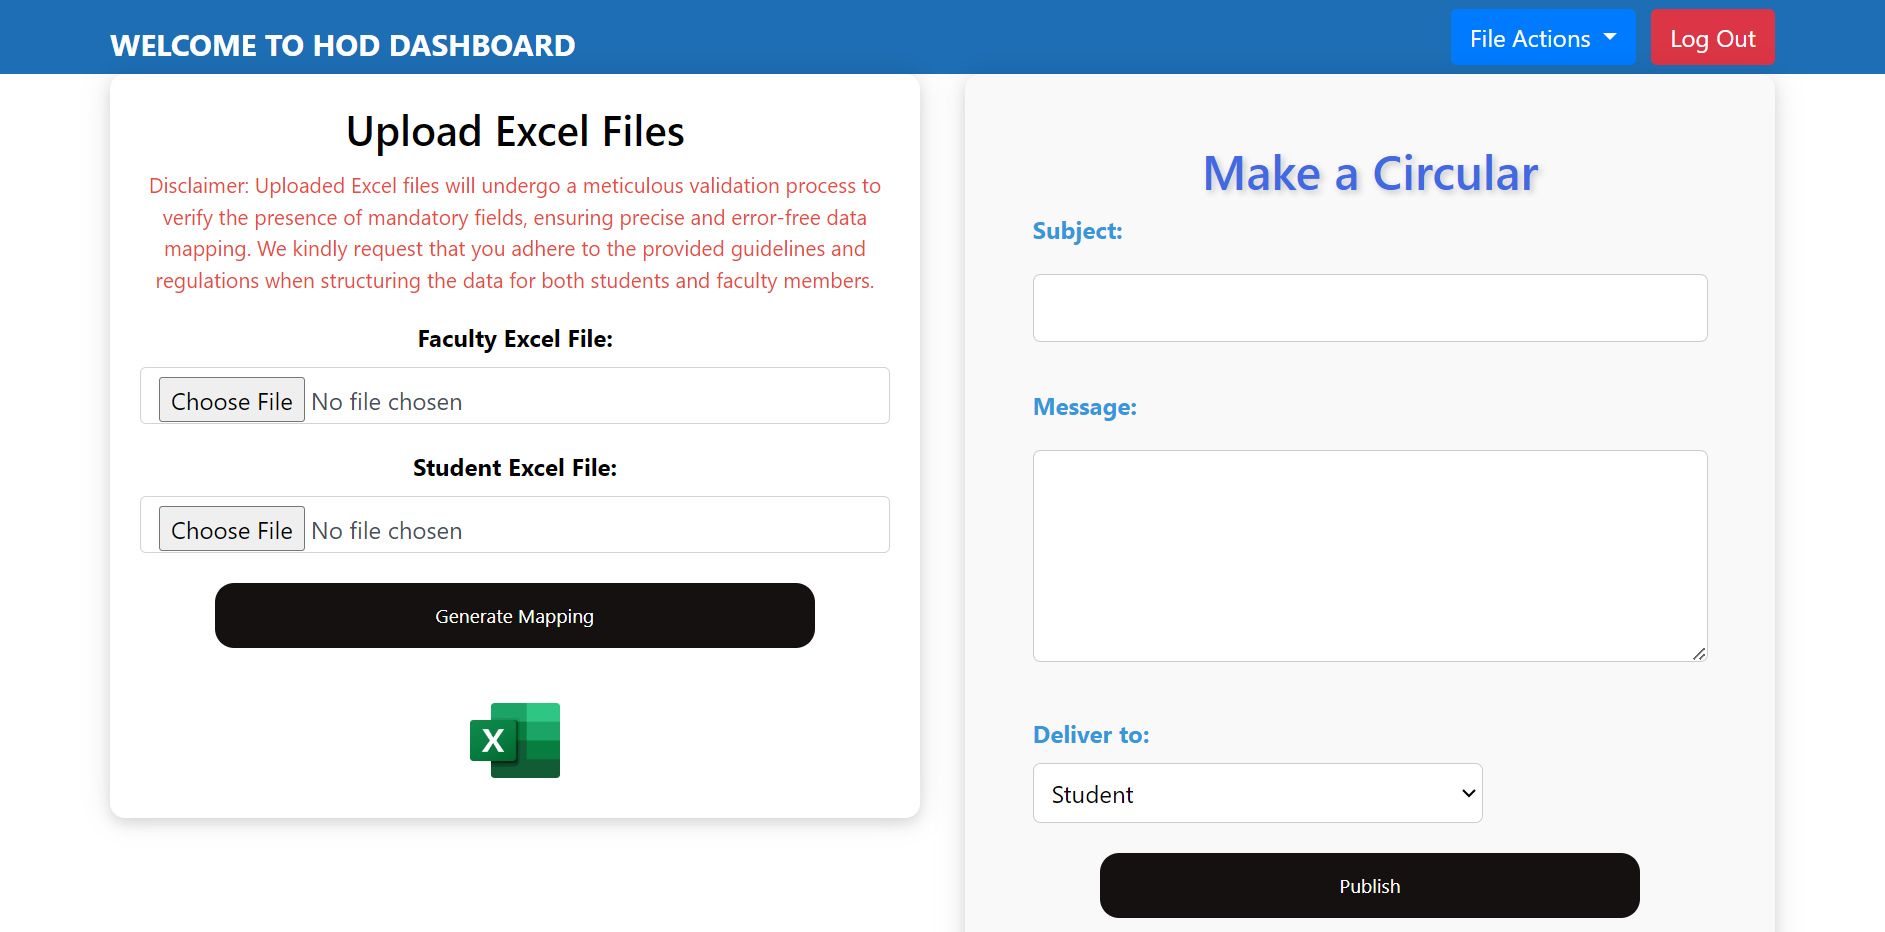 WELCOME TO HOD DASHBOARD
File Actions
Log Out
Upload Excel Files
Disclaimer: Uploaded Excel files will undergo a meticulous validation process to
verify the presence of mandatory fields, ensuring precise and error-free data
mapping. We kindly request that you adhere to the provided guidelines and
regulations when structuring the data for both students and faculty members.
Faculty Excel File:
Choose File No file chosen
Student Excel File:
Choose File No file chosen
Generate Mapping
X
Make a Circular
Subject:
Message:
Deliver to:
Student
Publish